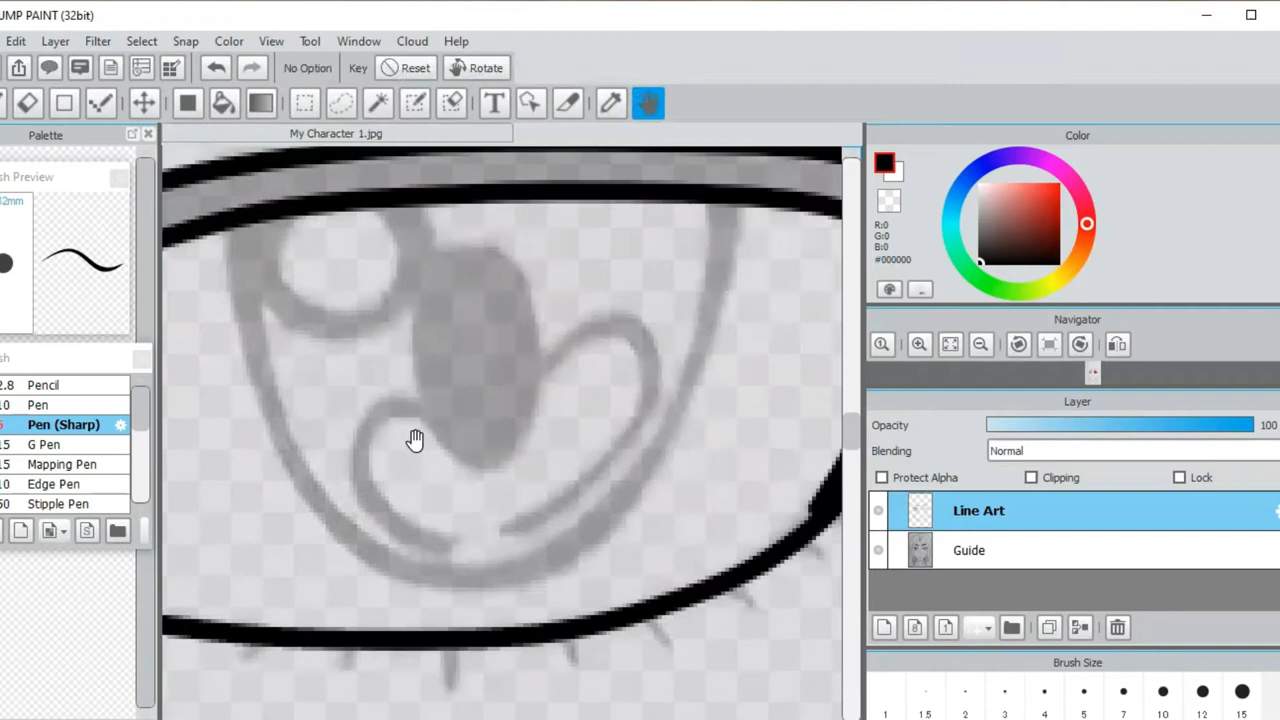 UMP PAINT (32bit)
Edit Layer Filter Select Snap Color View Tool Window Cloud Help
No Option Key Reset Rotate
Palette
My Character 1.jpg
Color
sh Preview
2mm
R:0
G:0
B:0
#000000
Navigator
sh
2.8 Pencil
10 Pen
5 Pen (Sharp)
15 G Pen
15 Mapping Pen
10 Edge Pen
50 Stipple Pen
Layer
Opacity 100
Blending Normal
Protect Alpha Clipping Lock
Line Art
Guide
Brush Size
1 1.5 2 3 4 5 7 10 12 15